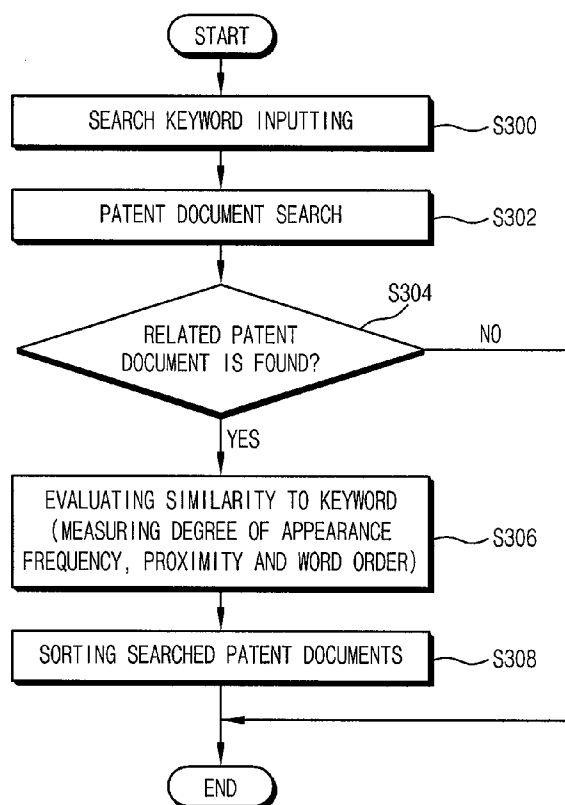 START
SEARCH KEYWORD INPUTTING
S300
PATENT DOCUMENT SEARCH
S302
S304
RELATED PATENT
DOCUMENT IS FOUND?
NO
YES
EVALUATING SIMILARITY TO KEYWORD
(MEASURING DEGREE OF APPEARANCE
FREQUENCY, PROXIMITY AND WORD ORDER)
S306
SORTING SEARCHED PATENT DOCUMENTS
S308
END